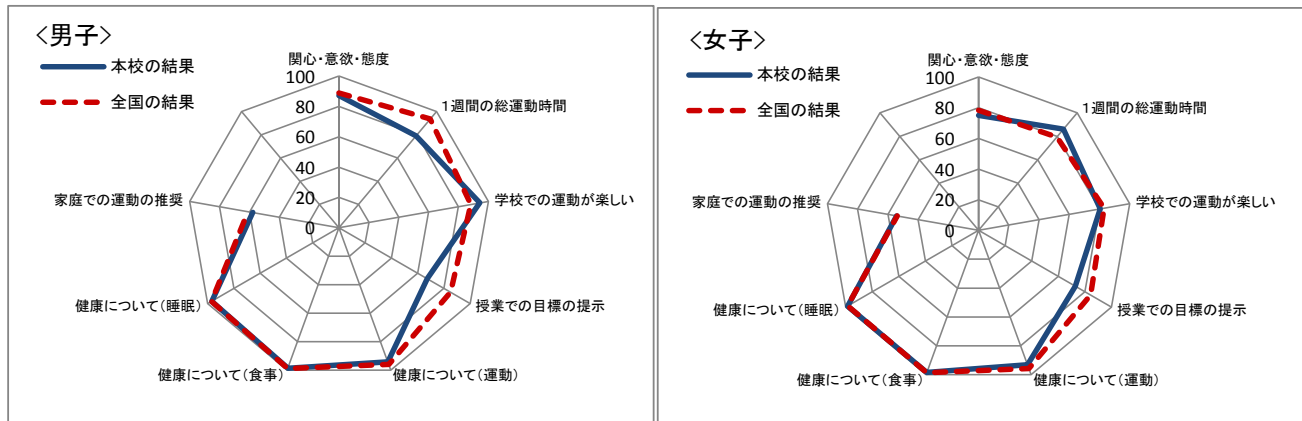 <男子>
本校の結果
全国の結果
関心・意欲・態度
1週間の総運動時間
学校での運動が楽しい
授業での目標の提示
健康について(運動)
健康について(食事)
健康について(睡眠)
家庭での運動の推奨
100
80
60
40
20
0
<女子>
本校の結果
全国の結果
関心・意欲・態度
1週間の総運動時間
学校での運動が楽しい
授業での目標の提示
健康について(運動)
健康について(食事)
健康について(睡眠)
家庭での運動の推奨
100
80
60
40
20
0